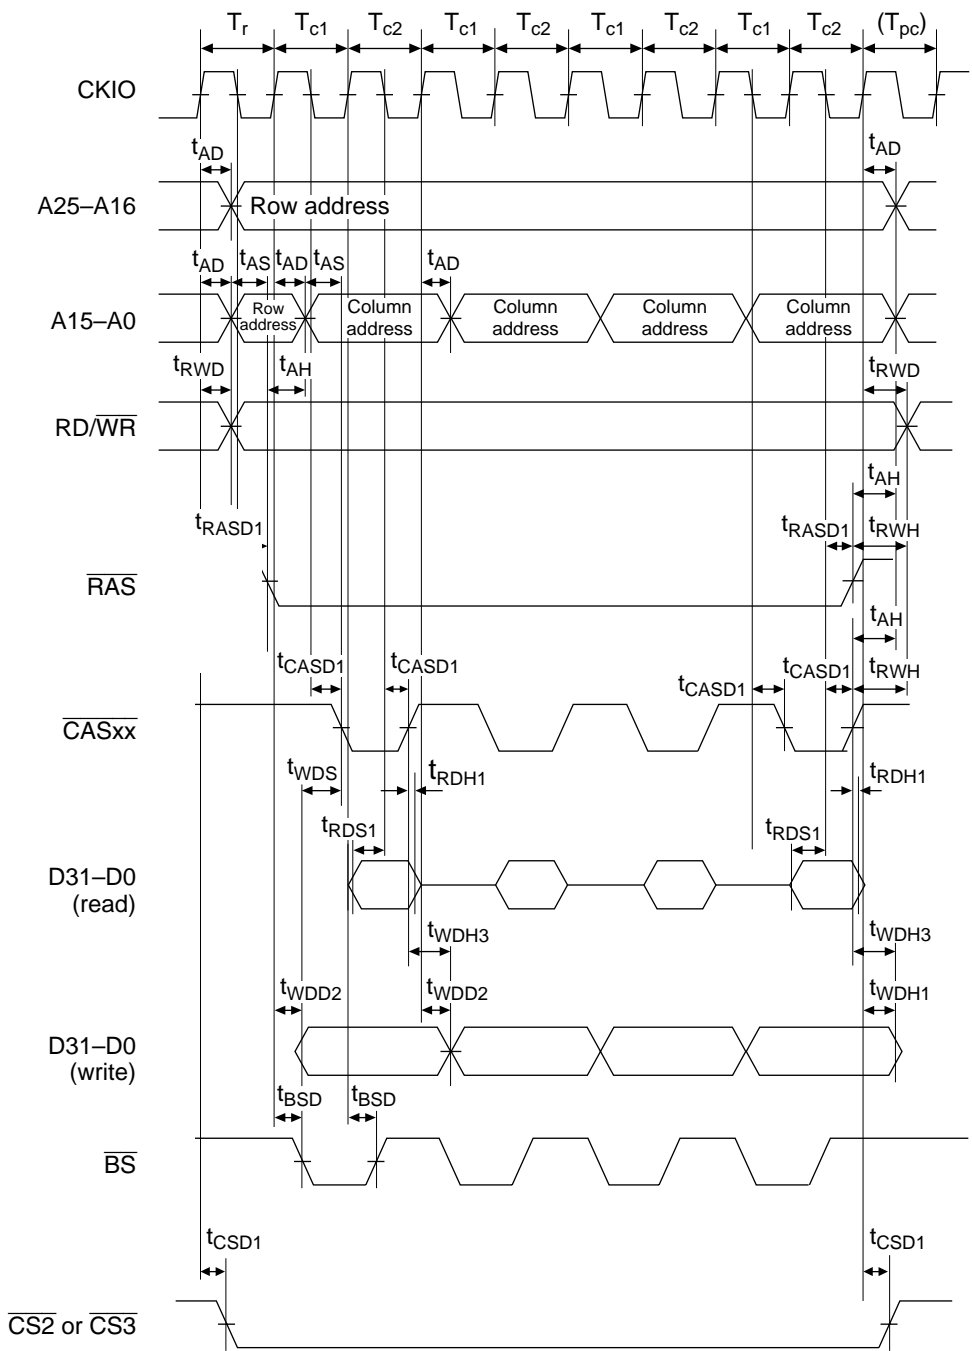 Tr Tc1 Tc2 Tc1 Tc2 Tc1 Tc2 Tc1 Tc2 (Tpc)
CKIO
tAD tAD
A25–A16 Row address
tAD tAS tAD tAS tAD
A15–A0 Row address Column address Column address Column address Column address
tRWD tAH tRWD
RD/WR
tAH
tRASD1 tRASD1 tRWH
RAS
tAH
tCASD1 tCASD1 tCASD1 tCASD1 tRWH
CASxx
tWDS tRDH1 tRDH1
tRDS1 tRDS1
D31–D0
(read)
tWDH3 tWDH3
tWDD2 tWDD2 tWDH1
D31–D0
(write)
tBSD tBSD
BS
tCSD1 tCSD1
CS2 or CS3